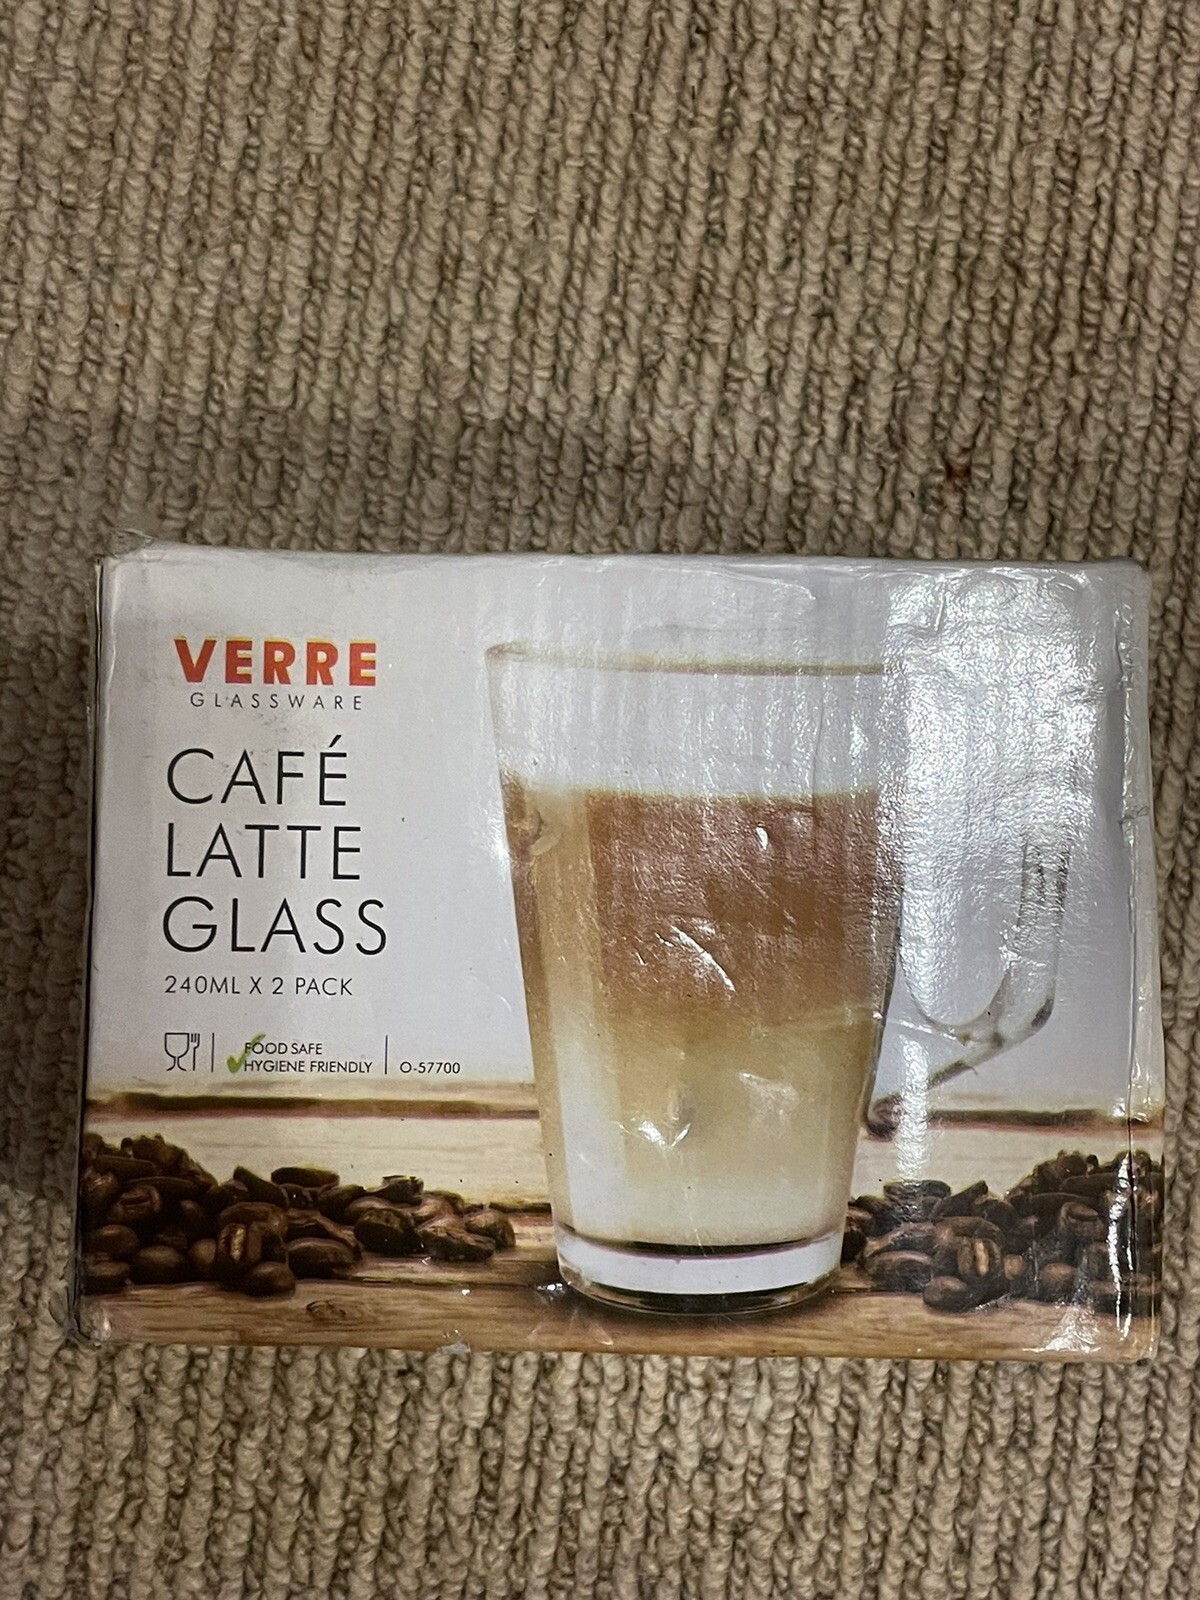 VERRE
GLASSWARE
CAFÉ
LATTE
GLASS
240ML X 2 PACK
FOOD SAFE
HYGIENE FRIENDLY
O-57700